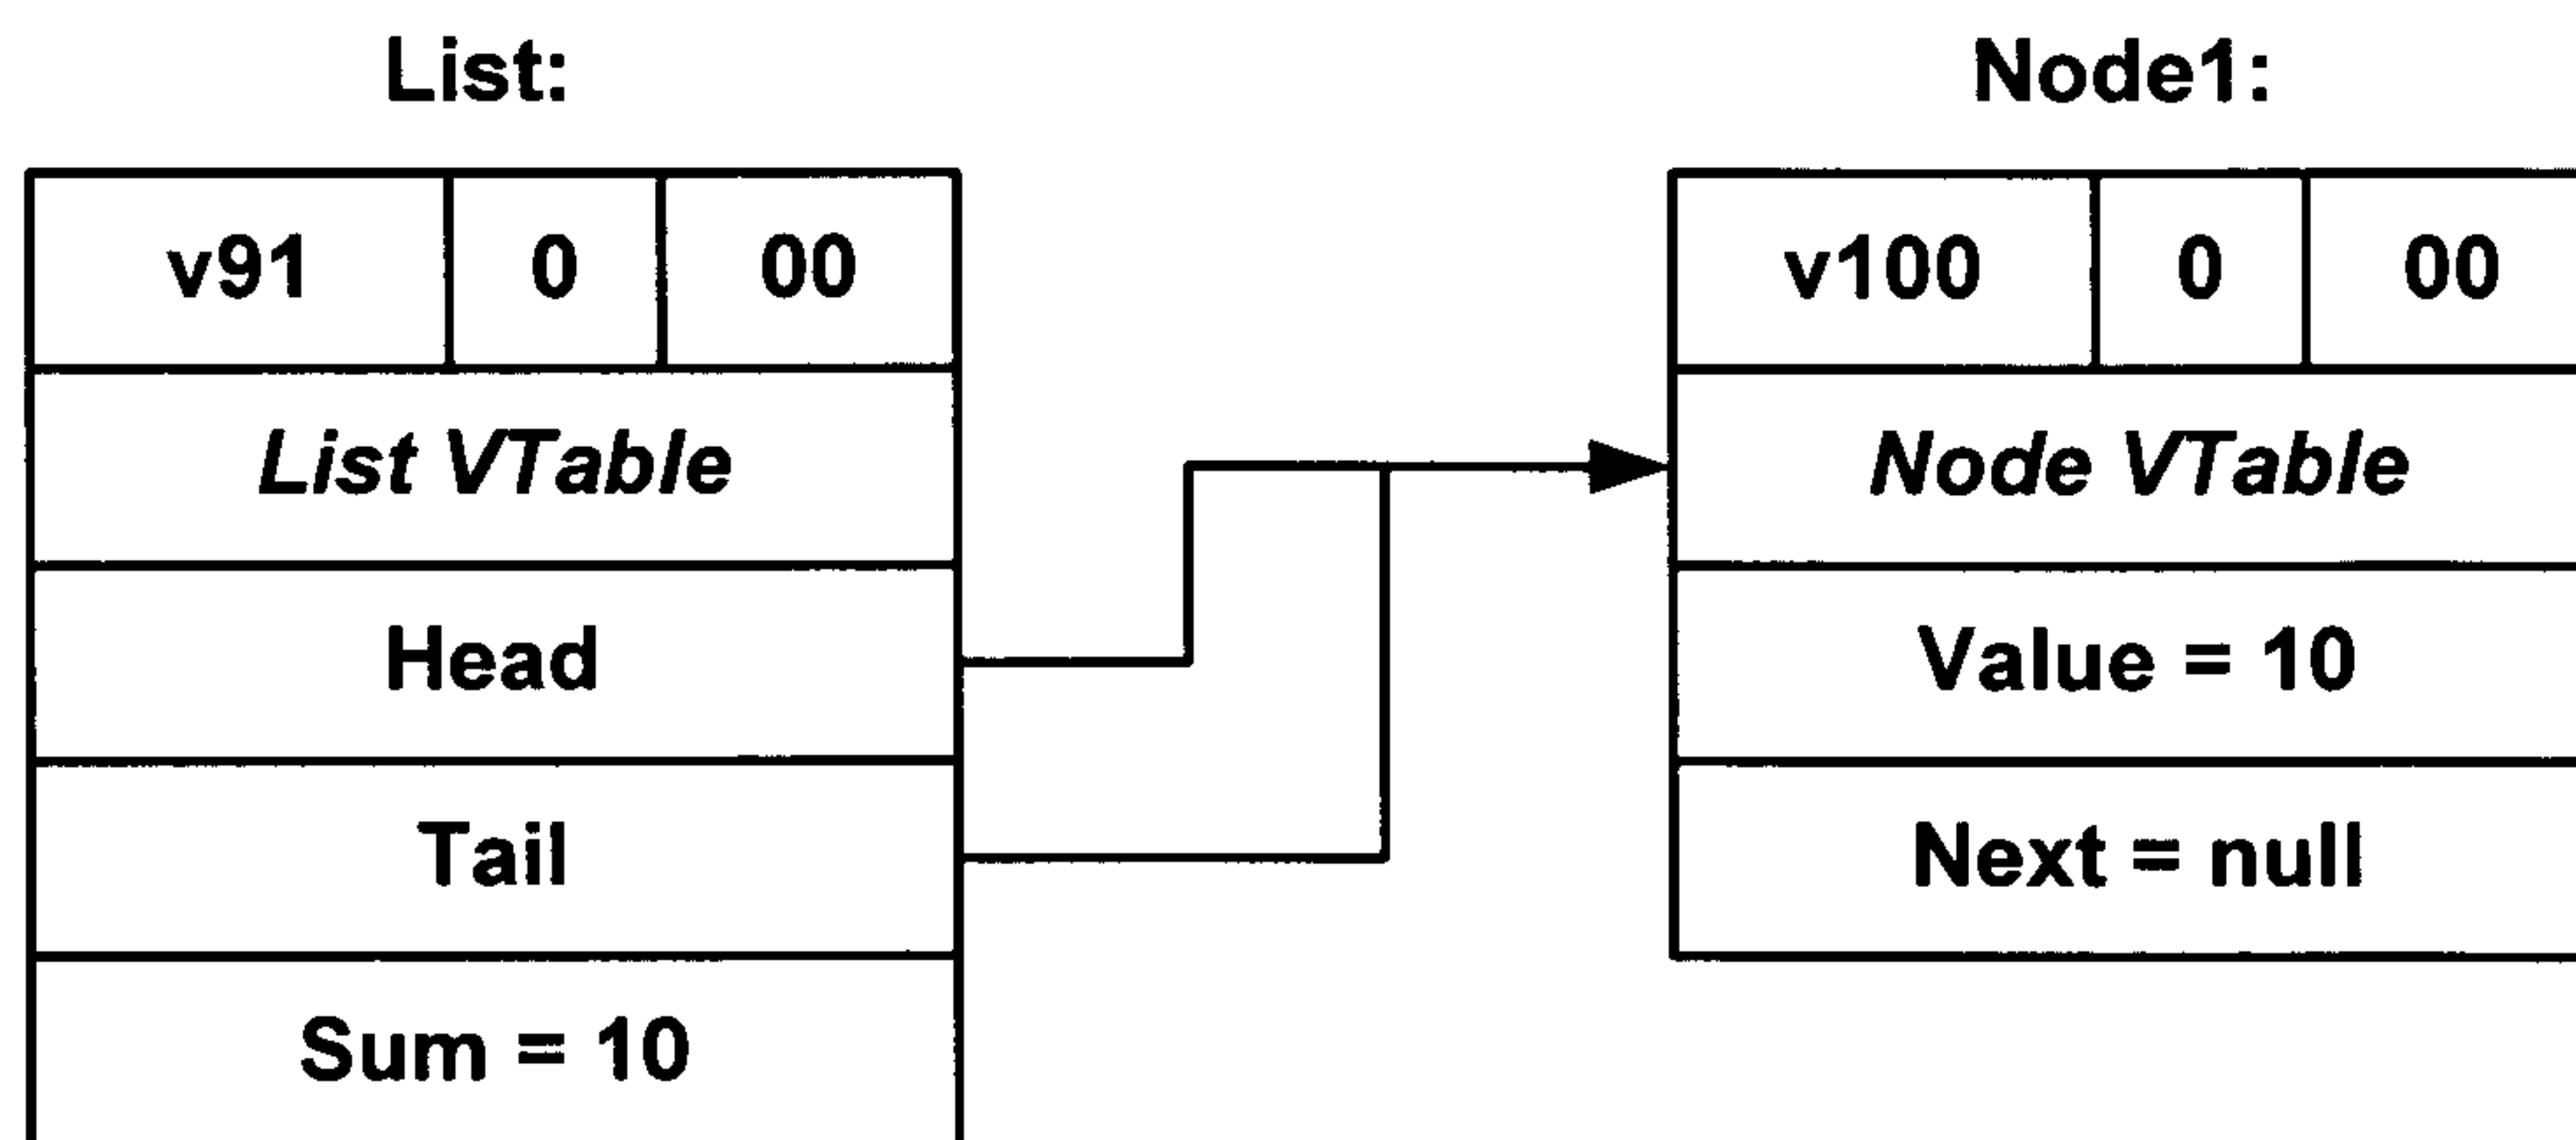 List:
v91 0 00
List VTable
Head
Tail
Sum = 10
Node1:
v100 0 00
Node VTable
Value = 10
Next = null